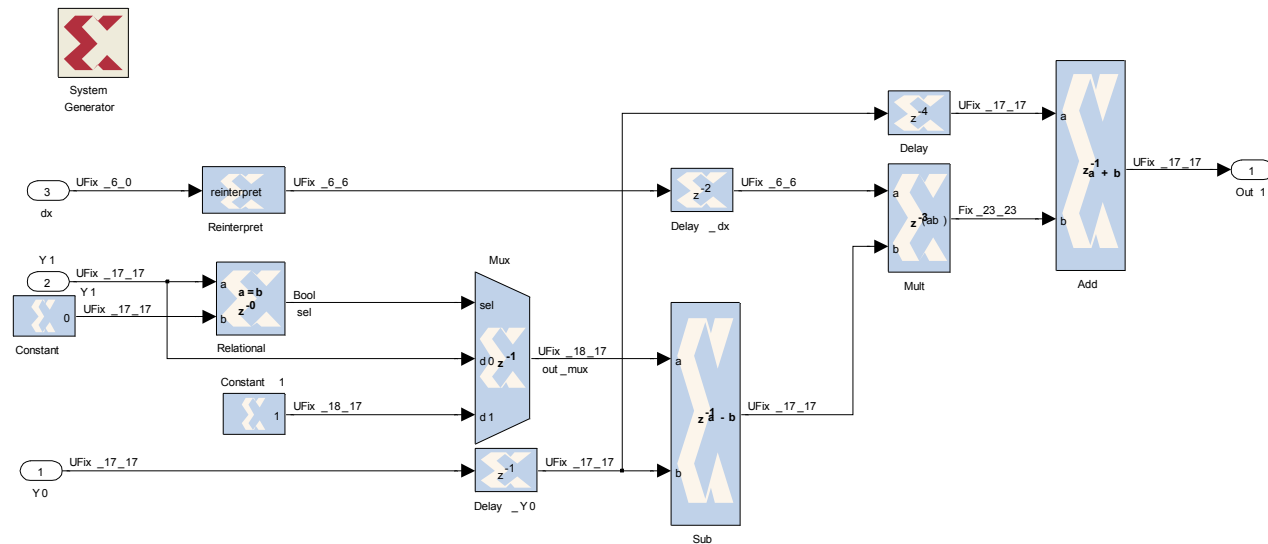 System
Generator
UFix _17_17
z-4
a
Delay
z-1
a + b
UFix _17_17
1
Out 1
3
UFix _6_0
reinterpret
UFix _6_6
z-2
UFix _6_6
a
dx
Reinterpret
Delay _dx
z-3
(ab )
Fix _23_23
b
b
Mult
Add
Y 1
2
UFix _17_17
Y 1
a
a = b
z-0
Bool
sel
Mux
sel
0
UFix _17_17
b
Constant
Relational
d 0
z-1
UFix _18_17
out _mux
a
Constant 1
1
UFix _18_17
d 1
z-1
a - b
UFix _17_17
1
UFix _17_17
z-1
UFix _17_17
b
Y 0
Delay _Y 0
Sub